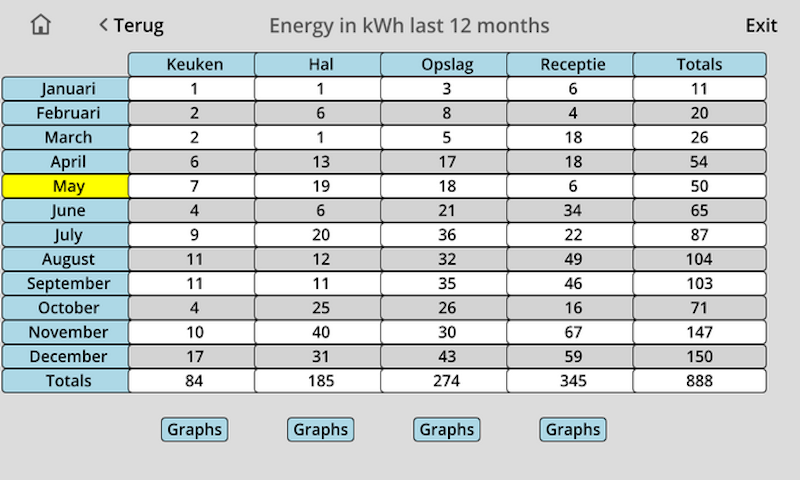 < Terug Energy in kWh last 12 months Exit
Keuken Hal Opslag Receptie Totals
Januari 1 1 3 6 11
Februari 2 6 8 4 20
March 2 1 5 18 26
April 6 13 17 18 54
May 7 19 18 6 50
June 4 6 21 34 65
July 9 20 36 22 87
August 11 12 32 49 104
September 11 11 35 46 103
October 4 25 26 16 71
November 10 40 30 67 147
December 17 31 43 59 150
Totals 84 185 274 345 888
Graphs Graphs Graphs Graphs